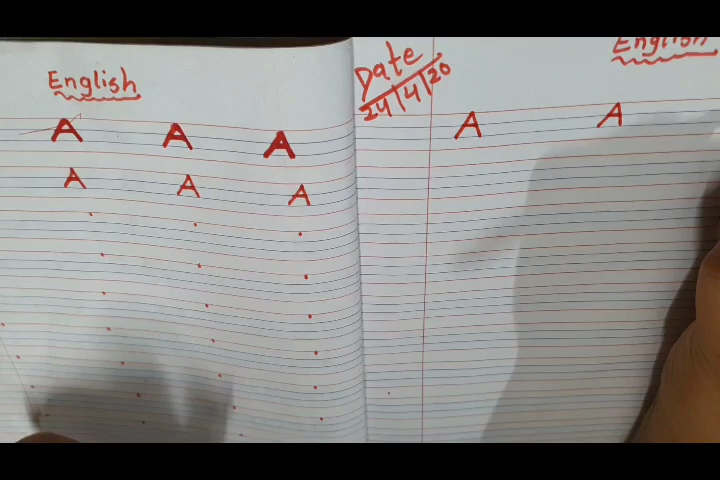 English
A A A
A A A
Date
24/4/20
English
A A